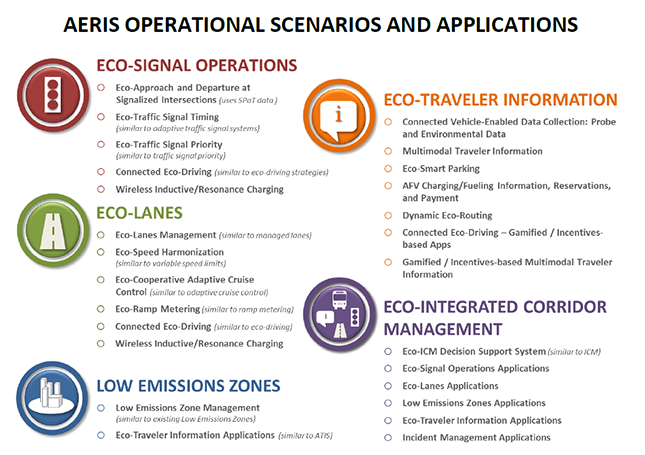 AERIS OPERATIONAL SCENARIOS AND APPLICATIONS
ECO-SIGNAL OPERATIONS
Eco-Approach and Departure at
Signalized Intersections (uses SPaT data)
Eco-Traffic Signal Timing
(similar to adaptive traffic signal systems)
Eco-Traffic Signal Priority
(similar to traffic signal priority)
Connected Eco-Driving (similar to eco-driving strategies)
Wireless Inductive/Resonance Charging
ECO-LANES
Eco-Lanes Management (similar to managed lanes)
Eco-Speed Harmonization
(similar to variable speed limits)
Eco-Cooperative Adaptive Cruise
Control (similar to adaptive cruise control)
Eco-Ramp Metering (similar to ramp metering)
Connected Eco-Driving (similar to eco-driving)
Wireless Inductive/Resonance Charging
LOW EMISSIONS ZONES
Low Emissions Zone Management
(similar to existing Low Emissions Zones)
Eco-Traveler Information Applications (similar to ATIS)
ECO-TRAVELER INFORMATION
Connected Vehicle-Enabled Data Collection: Probe
and Environmental Data
Multimodal Traveler Information
Eco-Smart Parking
AFV Charging/Fueling Information, Reservations,
and Payment
Dynamic Eco-Routing
Connected Eco-Driving – Gamified / Incentives-
based Apps
Gamified / Incentives-based Multimodal Traveler
Information
ECO-INTEGRATED CORRIDOR
MANAGEMENT
Eco-ICM Decision Support System (similar to ICM)
Eco-Signal Operations Applications
Eco-Lanes Applications
Low Emissions Zones Applications
Eco-Traveler Information Applications
Incident Management Applications